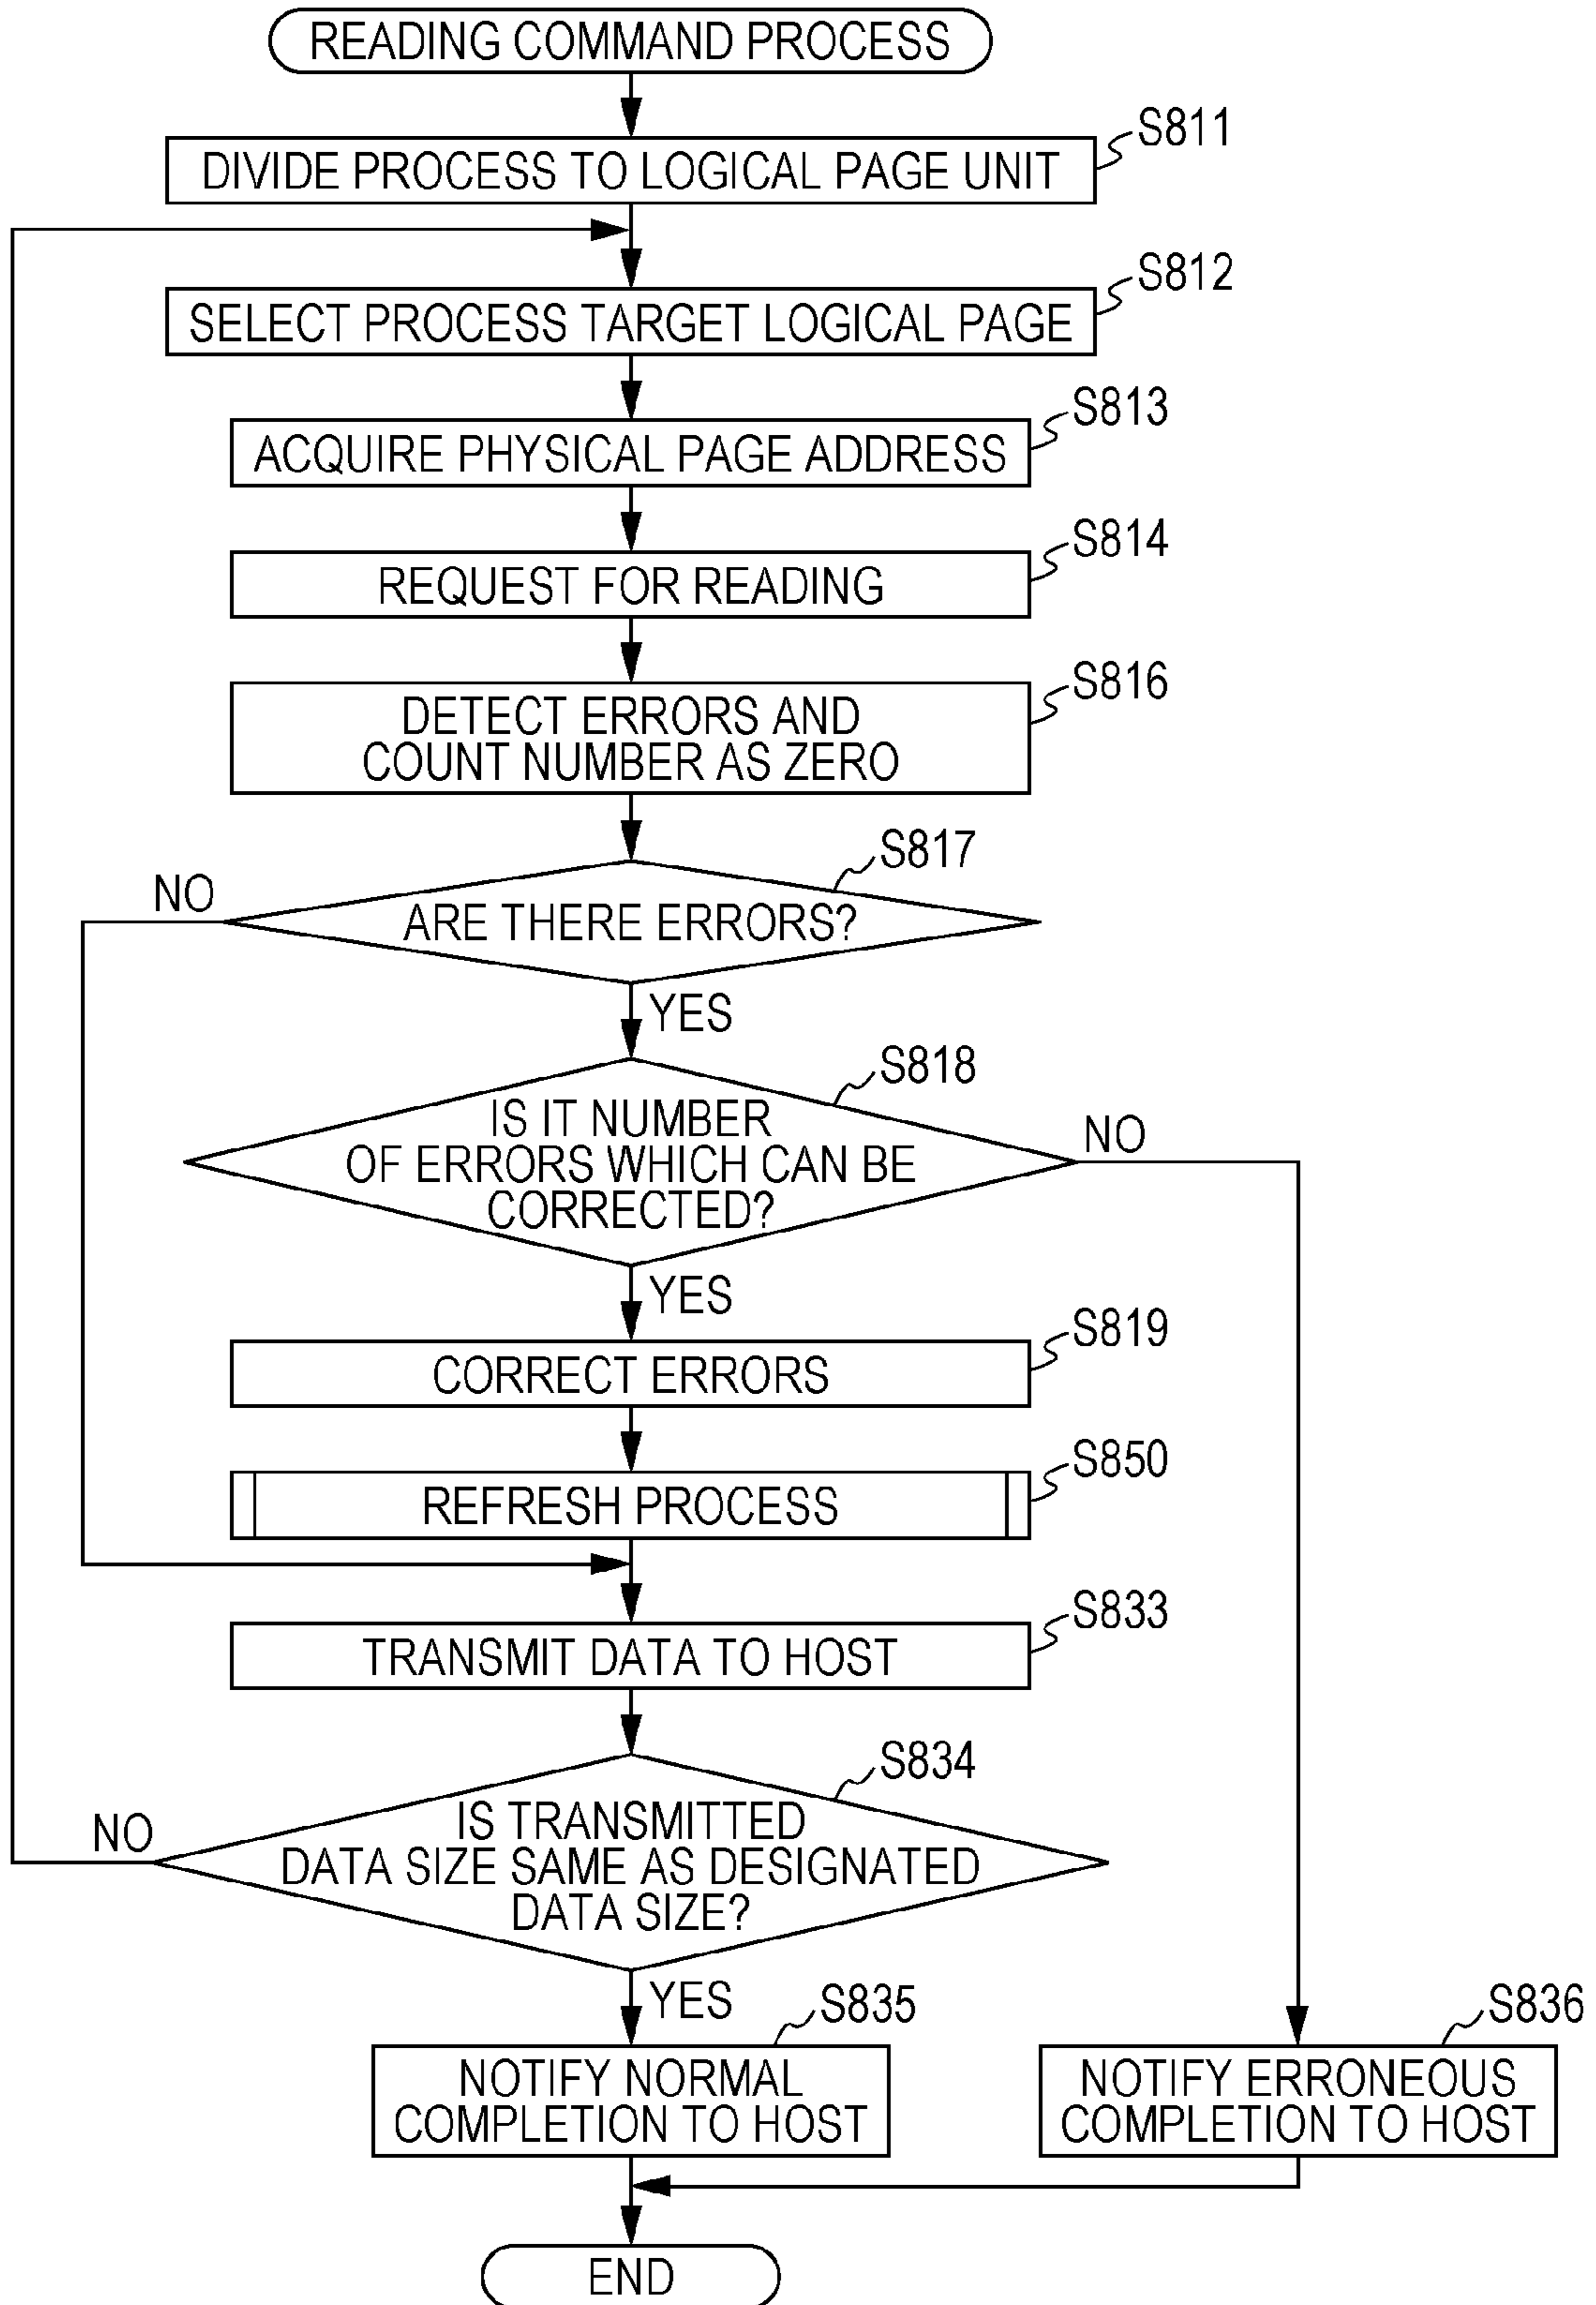 READING COMMAND PROCESS
S811
DIVIDE PROCESS TO LOGICAL PAGE UNIT
S812
SELECT PROCESS TARGET LOGICAL PAGE
S813
ACQUIRE PHYSICAL PAGE ADDRESS
S814
REQUEST FOR READING
S816
DETECT ERRORS AND
COUNT NUMBER AS ZERO
S817
NO
ARE THERE ERRORS?
YES
S818
IS IT NUMBER
OF ERRORS WHICH CAN BE
CORRECTED?
NO
YES
S819
CORRECT ERRORS
S850
REFRESH PROCESS
S833
TRANSMIT DATA TO HOST
S834
IS TRANSMITTED
DATA SIZE SAME AS DESIGNATED
DATA SIZE?
NO
YES
S835
NOTIFY NORMAL
COMPLETION TO HOST
S836
NOTIFY ERRONEOUS
COMPLETION TO HOST
END